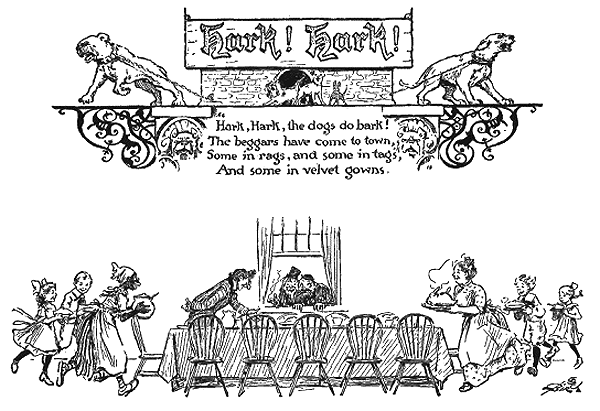 Hark! Hark!
Hark, Hark, the dogs do bark!
The beggars have come to town,
Some in rags, and some in tags,
And some in velvet gowns.